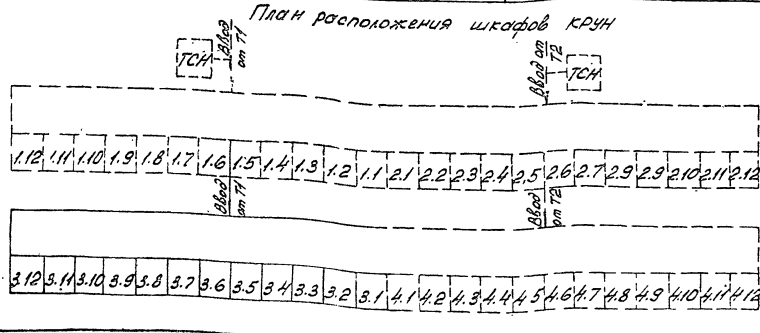 План расположения шкафов КРУН
ТСН
Ввод от Т1
Ввод от Т2
ТСН
1.12 1.11 1.10 1.9 1.8 1.7 1.6 1.5 1.4 1.3 1.2 1.1 2.1 2.2 2.3 2.4 2.5 2.6 2.7 2.9 2.9 2.10 2.11 2.12
Ввод от Т1
Ввод от Т2
3.12 3.11 3.10 3.9 3.8 3.7 3.6 3.5 3.4 3.3 3.2 3.1 4.1 4.2 4.3 4.4 4.5 4.6 4.7 4.8 4.9 4.10 4.11 4.12